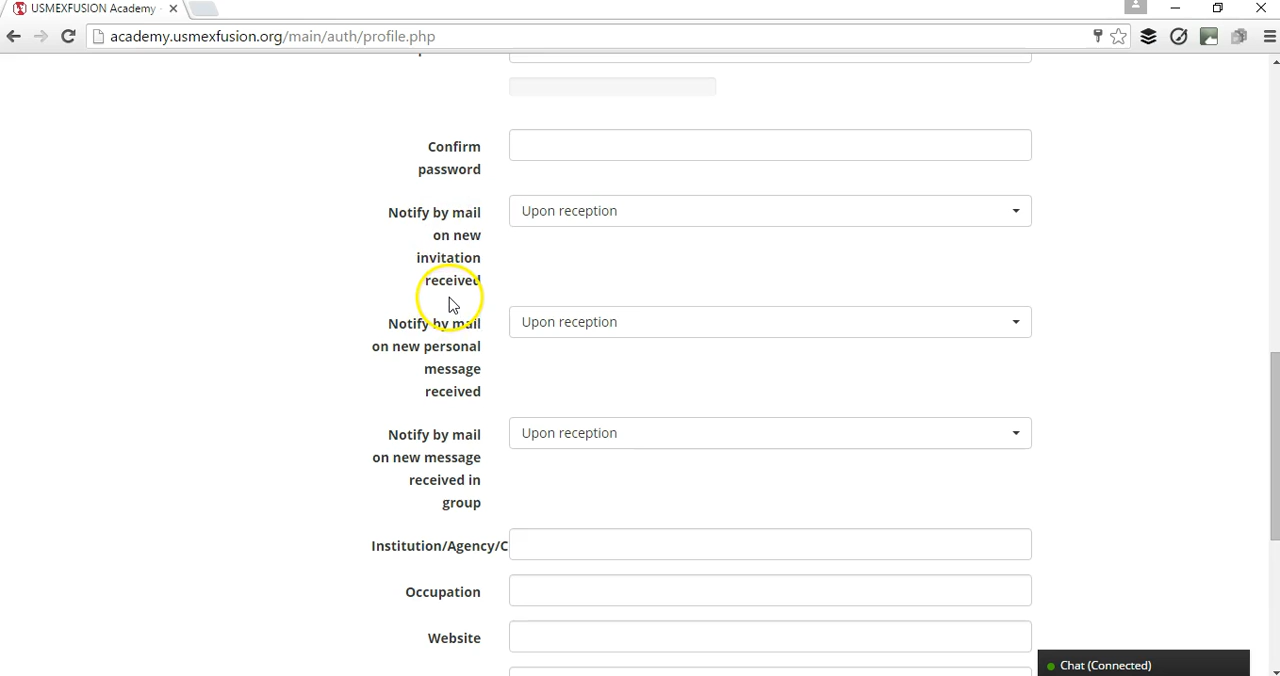 USMEXFUSION Academy
academy.usmexfusion.org/main/auth/profile.php
Confirm
password
Notify by mail
on new
invitation
received
Upon reception
Notify by mail
on new personal
message
received
Upon reception
Notify by mail
on new message
received in
group
Upon reception
Institution/Agency/C
Occupation
Website
Chat (Connected)